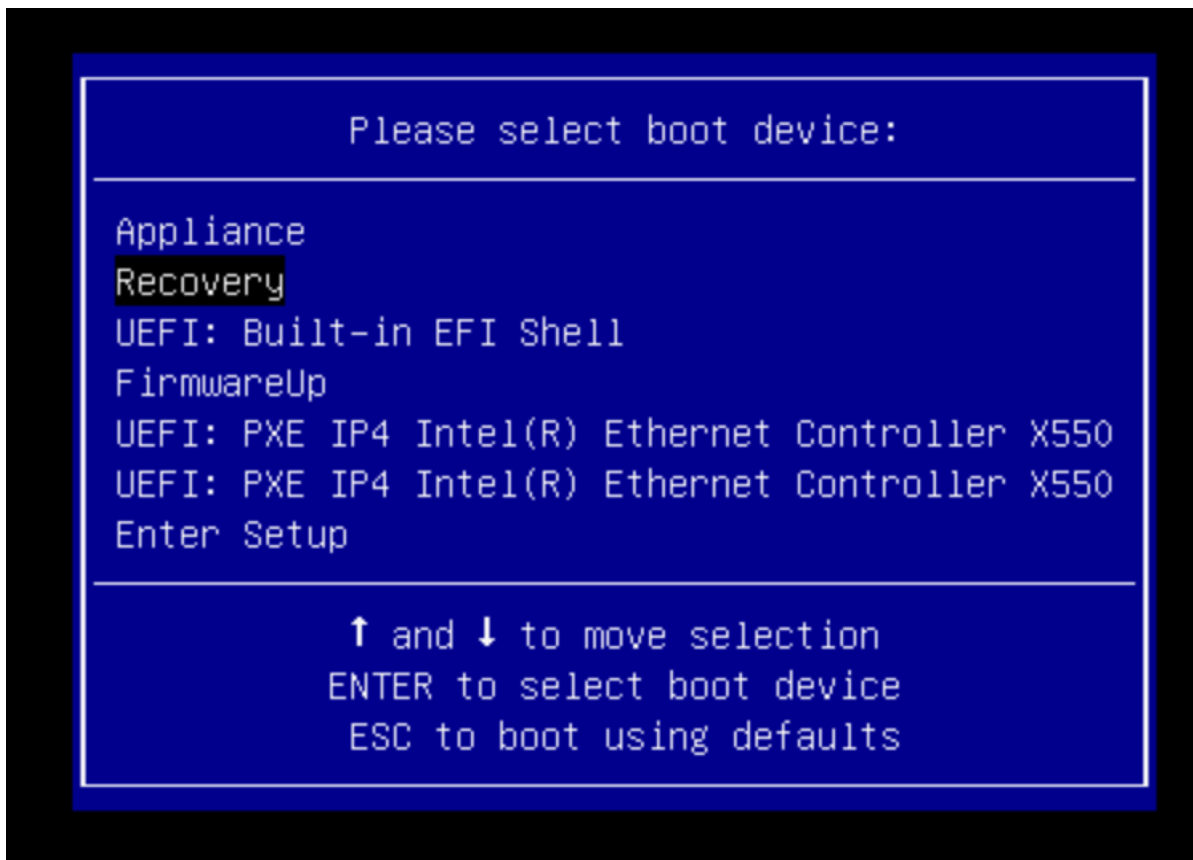 Please select boot device:
Appliance
Recovery
UEFI: Built-in EFI Shell
FirmwareUp
UEFI: PXE IP4 Intel(R) Ethernet Controller X550
UEFI: PXE IP4 Intel(R) Ethernet Controller X550
Enter Setup
↑ and ↓ to move selection
ENTER to select boot device
ESC to boot using defaults